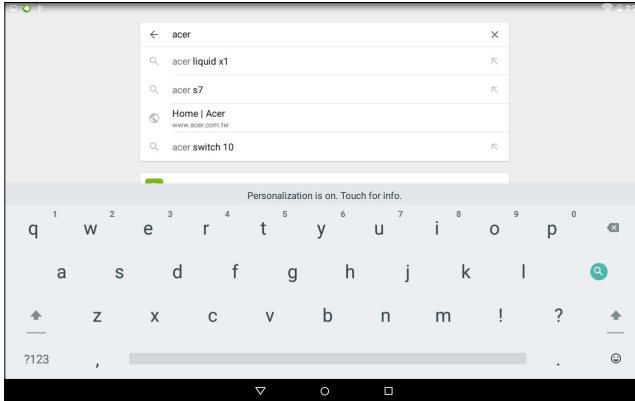 acer
acer liquid x1
acer s7
Home | Acer
www.acer.com.tw
acer switch 10
Personalization is on. Touch for info.
1 2 3 4 5 6 7 8 9 0
q w e r t y u i o p
a s d f g h j k l
z x c v b n m ! ?
?123 , .